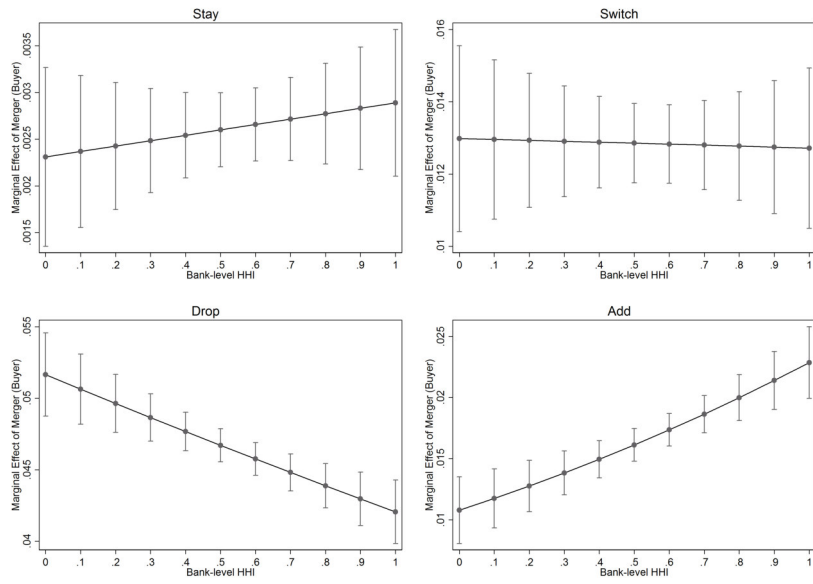 Stay
Marginal Effect of Merger (Buyer)
.0035
.003
.0025
.002
.0015
0 .1 .2 .3 .4 .5 .6 .7 .8 .9 1
Bank-level HHI
Switch
Marginal Effect of Merger (Buyer)
.016
.014
.012
.01
0 .1 .2 .3 .4 .5 .6 .7 .8 .9 1
Bank-level HHI
Drop
Marginal Effect of Merger (Buyer)
.055
.05
.045
.04
0 .1 .2 .3 .4 .5 .6 .7 .8 .9 1
Bank-level HHI
Add
Marginal Effect of Merger (Buyer)
.025
.02
.015
.01
0 .1 .2 .3 .4 .5 .6 .7 .8 .9 1
Bank-level HHI